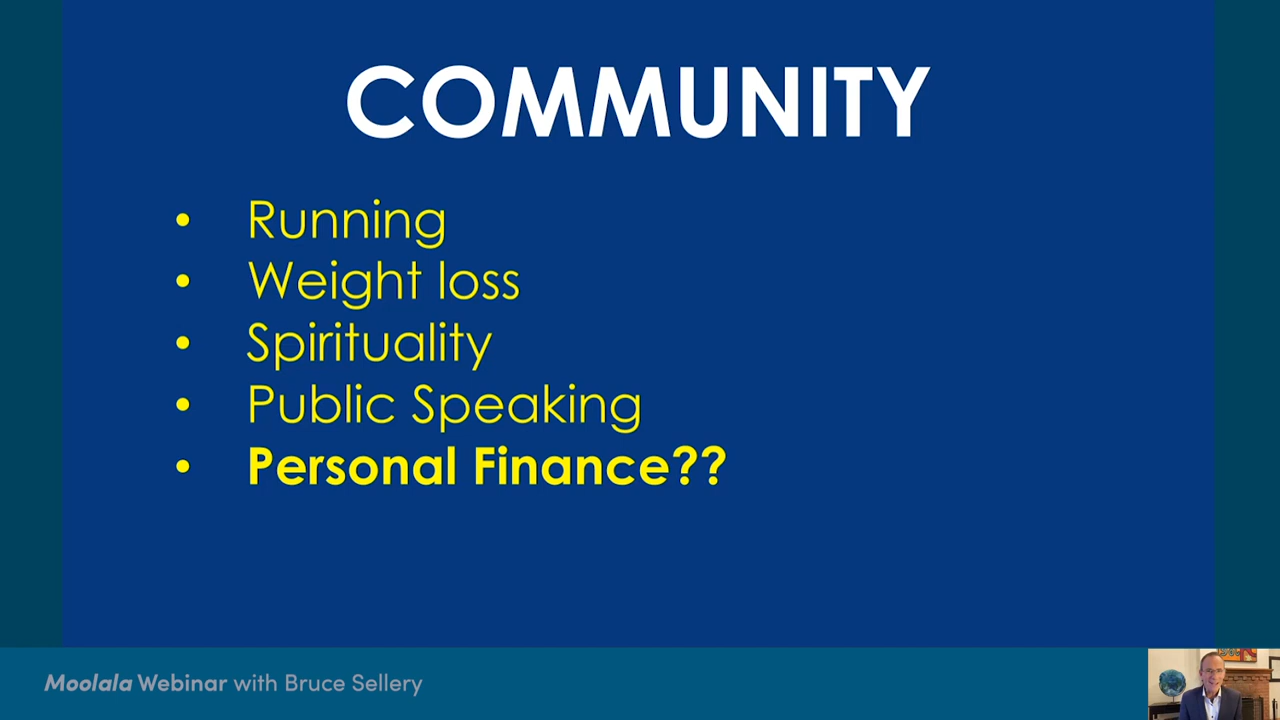 COMMUNITY
• Running
• Weight loss
• Spirituality
• Public Speaking
• Personal Finance??
Moolala Webinar with Bruce Sellery